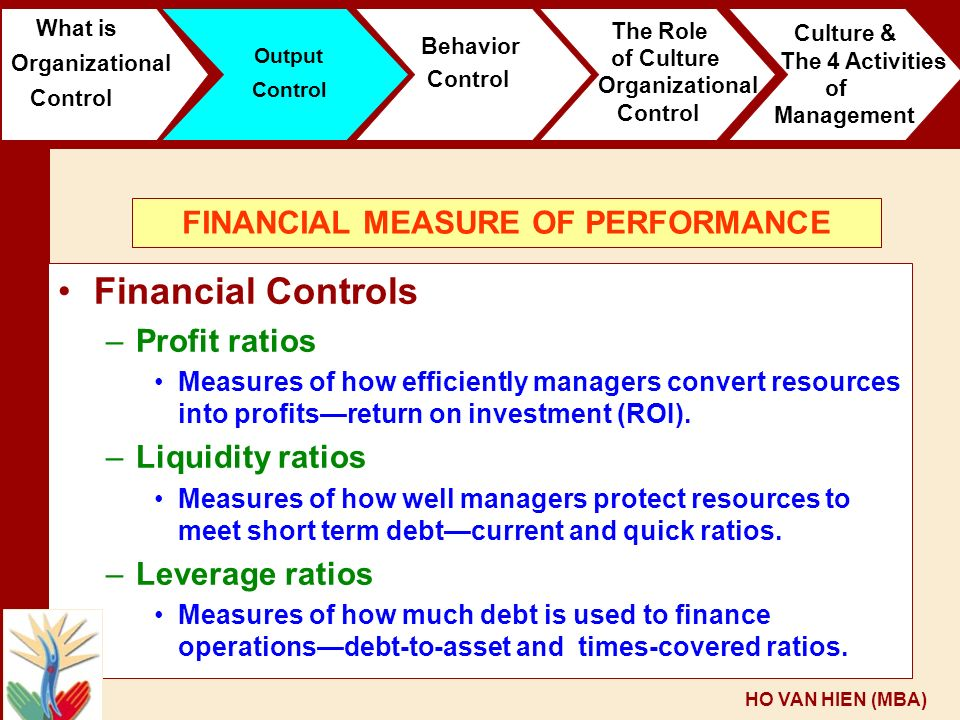 What is
Organizational
Control
Output
Control
Behavior
Control
The Role
of Culture
Organizational
Control
Culture &
The 4 Activities
of
Management
FINANCIAL MEASURE OF PERFORMANCE
• Financial Controls
– Profit ratios
• Measures of how efficiently managers convert resources
into profits—return on investment (ROI).
– Liquidity ratios
• Measures of how well managers protect resources to
meet short term debt—current and quick ratios.
– Leverage ratios
• Measures of how much debt is used to finance
operations—debt-to-asset and  times-covered ratios.
HO VAN HIEN (MBA)